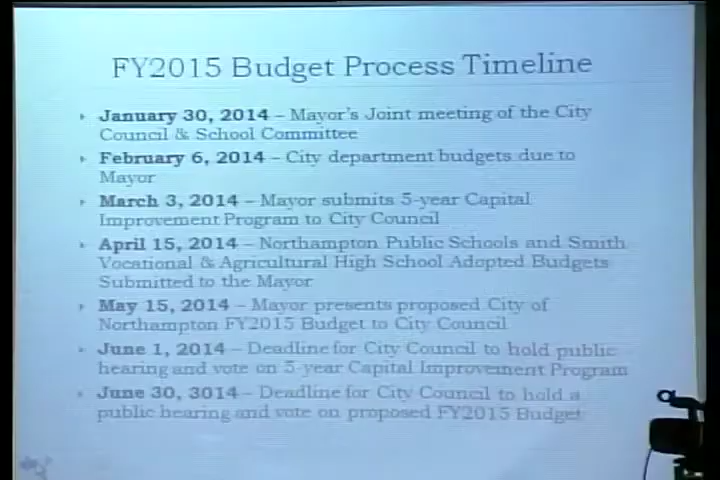 FY2015 Budget Process Timeline
January 30, 2014 – Mayor's Joint meeting of the City
Council & School Committee
February 6, 2014 – City department budgets due to
Mayor
March 3, 2014 – Mayor submits 5-year Capital
Improvement Program to City Council
April 15, 2014 – Northampton Public Schools and Smith
Vocational & Agricultural High School Adopted Budgets
Submitted to the Mayor
May 15, 2014 – Mayor presents proposed City of
Northampton FY2015 Budget to City Council
June 1, 2014 – Deadline for City Council to hold public
hearing and vote on 5-year Capital Improvement Program
June 30, 3014 – Deadline for City Council to hold a
public hearing and vote on proposed FY2015 Budget